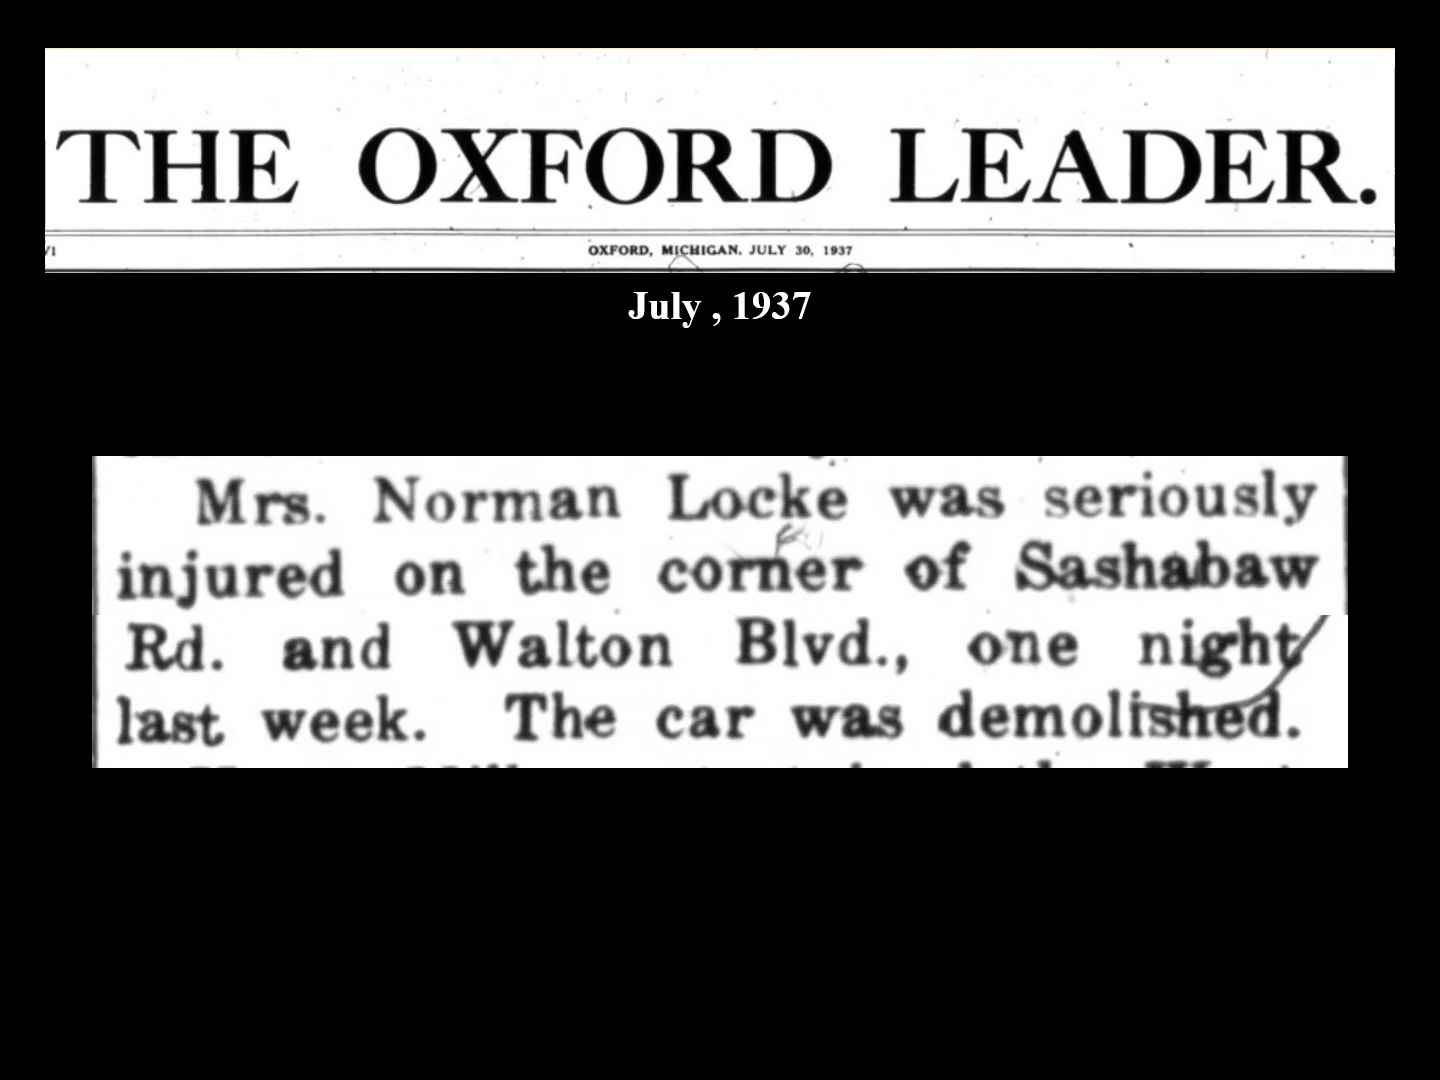 THE OXFORD LEADER.
OXFORD, MICHIGAN, JULY 30, 1937
July , 1937
Mrs. Norman Locke was seriously
injured on the corner of Sashabaw
Rd. and Walton Blvd., one night
last week. The car was demolished.